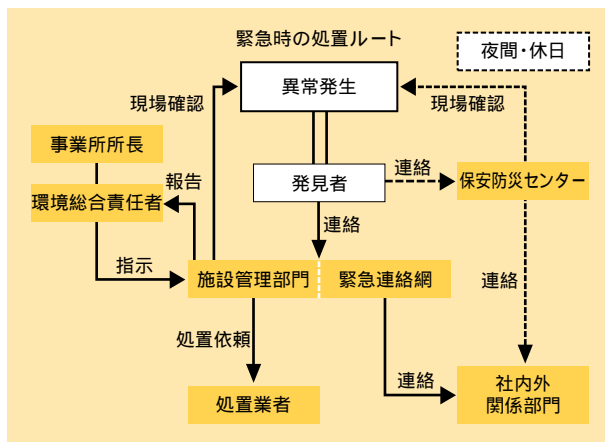 緊急時の処置ルート
夜間・休日
異常発生
現場確認
現場確認
事業所所長
発見者
連絡
保安防災センター
環境総合責任者
報告
連絡
指示
施設管理部門
緊急連絡網
連絡
処置依頼
処置業者
連絡
社内外
関係部門